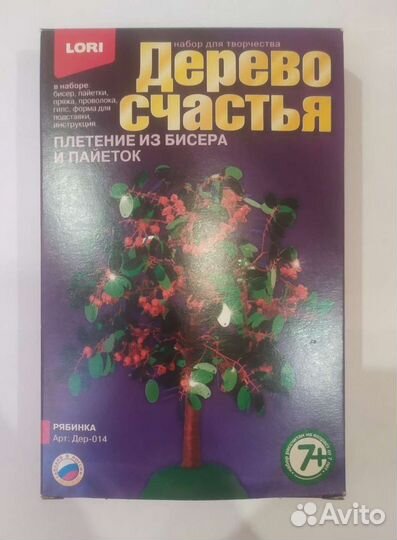 LORI
набор для творчества
Дерево
счастья
в наборе
бисер, пайетки,
пряжа, проволока,
гипс, форма для
подставки,
инструкция.
ПЛЕТЕНИЕ ИЗ БИСЕРА
И ПАЙЕТОК
РЯБИНКА
Арт: Дер-014
7+
Avito